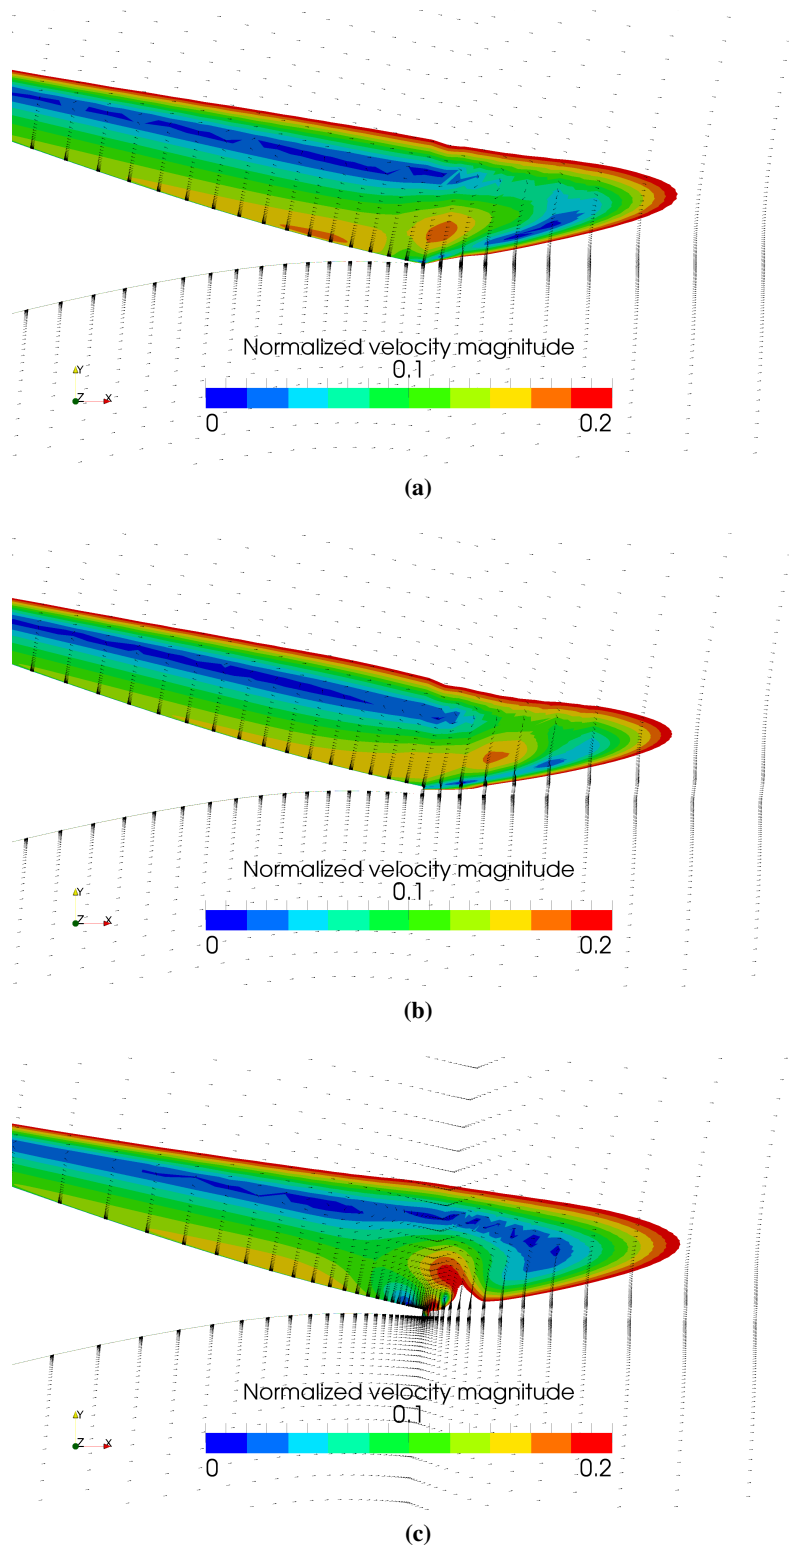 Normalized velocity magnitude
0.1
0
0.2
Y
Z
X
(a)
Normalized velocity magnitude
0.1
0
0.2
Y
Z
X
(b)
Normalized velocity magnitude
0.1
0
0.2
Y
Z
X
(c)